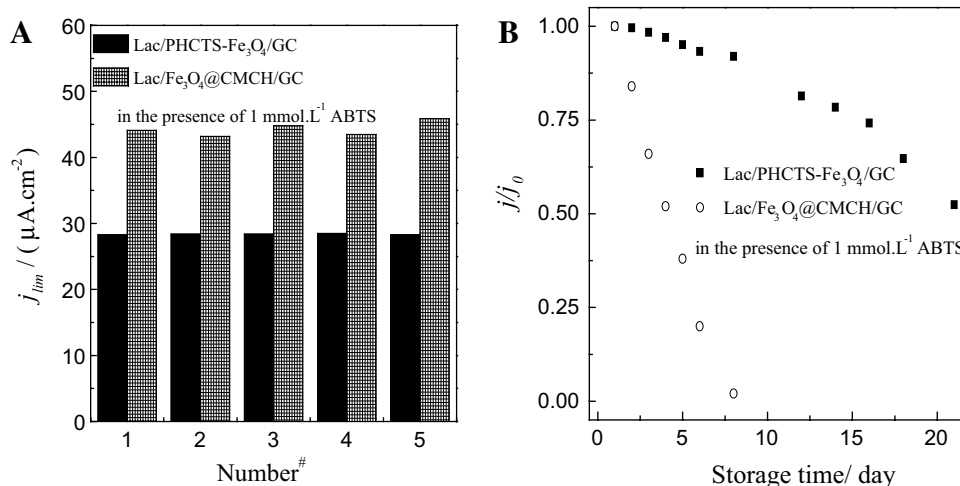 A
60
50
40
30
20
10
0
j_lim / ( μA.cm⁻²)
Lac/PHCTS-Fe₃O₄/GC
Lac/Fe₃O₄@CMCH/GC
in the presence of 1 mmol.L⁻¹ ABTS
1 2 3 4 5
Number#
B
1.00
0.75
0.50
0.25
0.00
j/j₀
Lac/PHCTS-Fe₃O₄/GC
Lac/Fe₃O₄@CMCH/GC
in the presence of 1 mmol.L⁻¹ ABTS
0 5 10 15 20
Storage time/ day